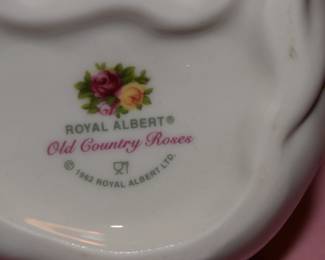 ROYAL ALBERT®
Old Country Roses
© 1962 ROYAL ALBERT LTD.